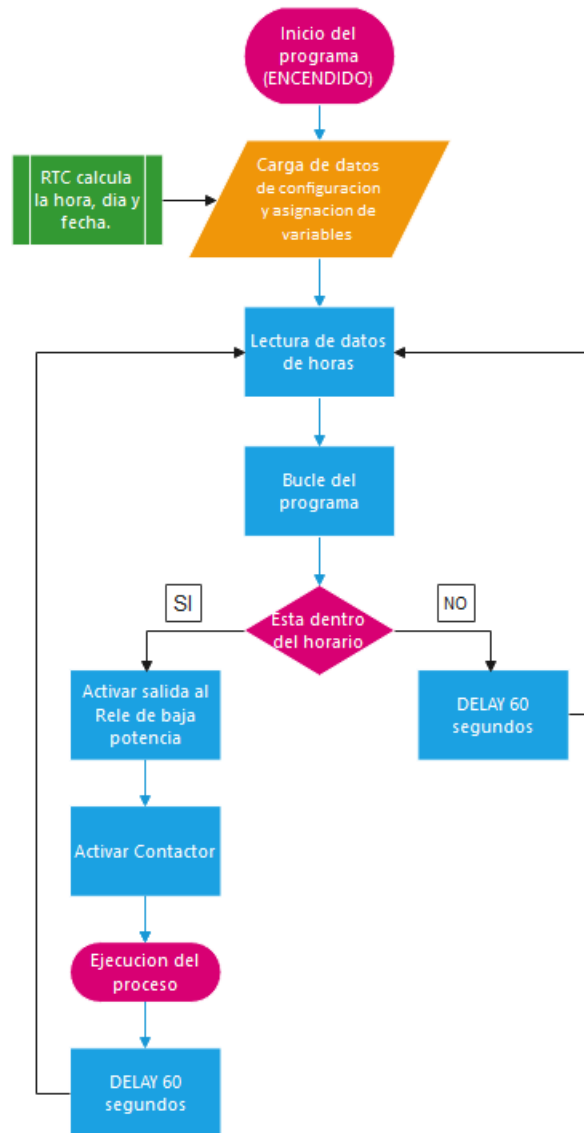 Inicio del
programa
(ENCENDIDO)
RTC calcula
la hora, dia y
fecha.
Carga de datos
de configuracion
y asignacion de
variables
Lectura de datos
de horas
Bucle del
programa
SI
Esta dentro
del horario
NO
Activar salida al
Rele de baja
potencia
DELAY 60
segundos
Activar Contactor
Ejecucion del
proceso
DELAY 60
segundos